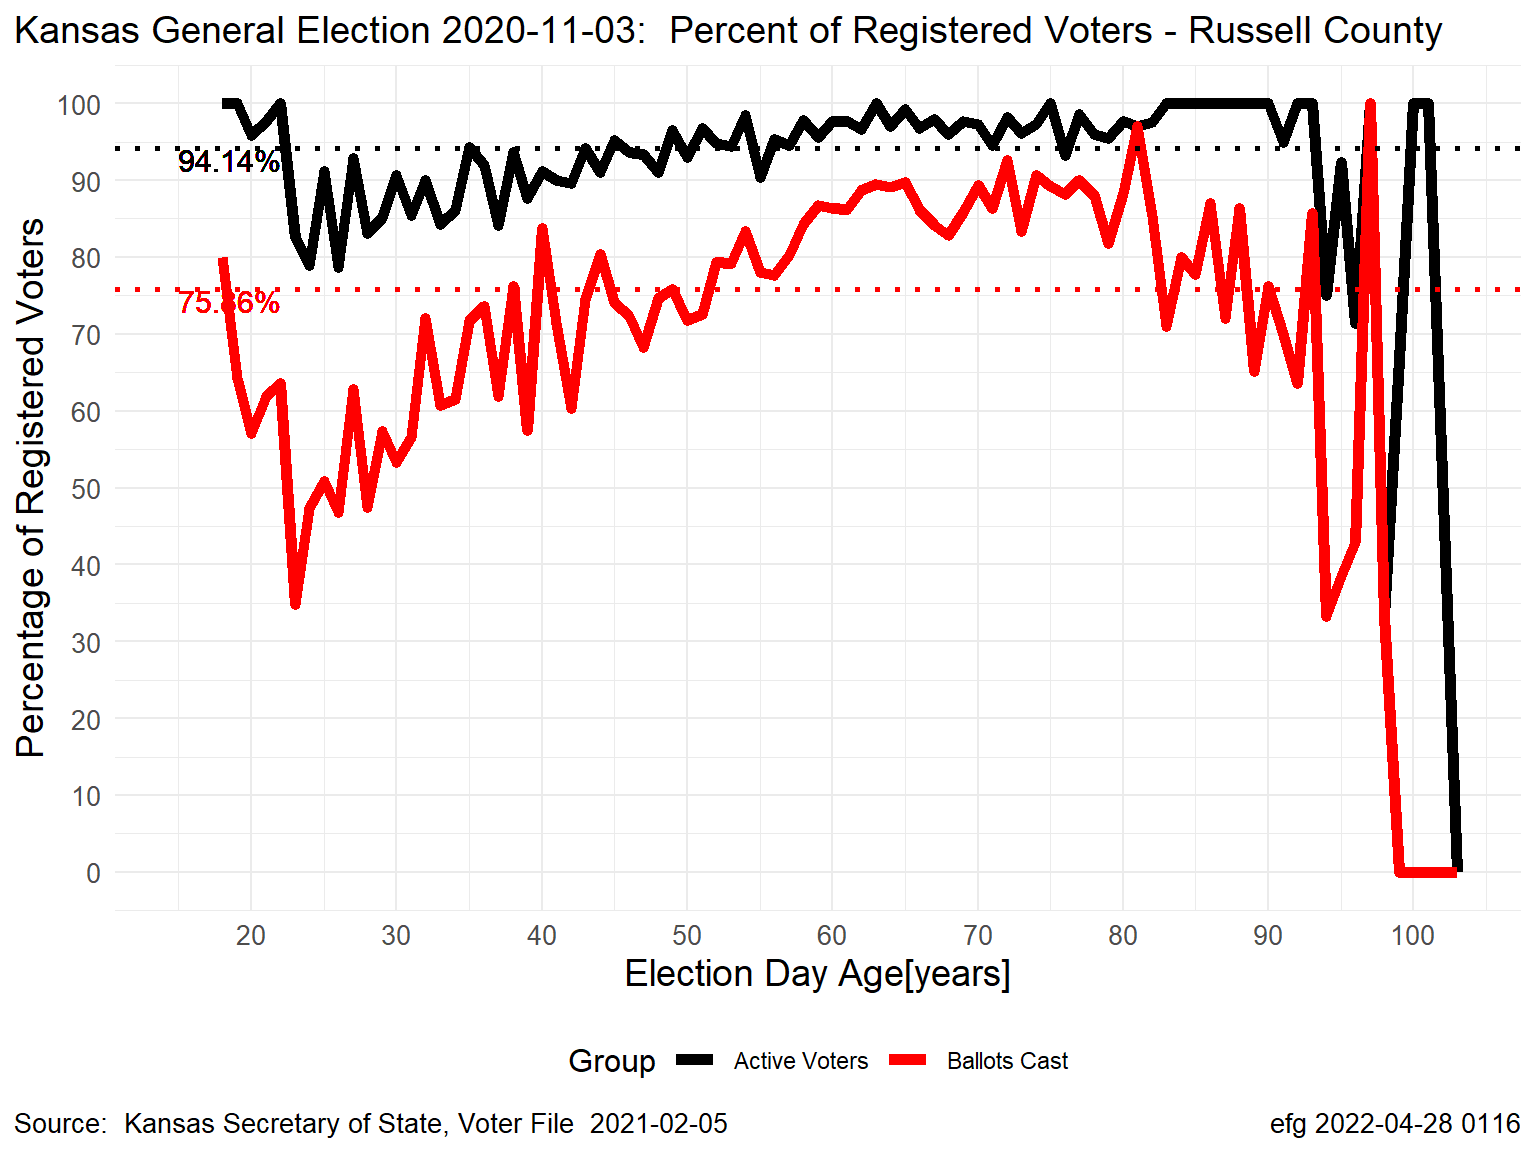 Kansas General Election 2020-11-03:  Percent of Registered Voters - Russell County
Percentage of Registered Voters
100
90
80
70
60
50
40
30
20
10
0
94.14%
75.86%
20 30 40 50 60 70 80 90 100
Election Day Age[years]
Group Active Voters Ballots Cast
Source:  Kansas Secretary of State, Voter File  2021-02-05
efg 2022-04-28 0116